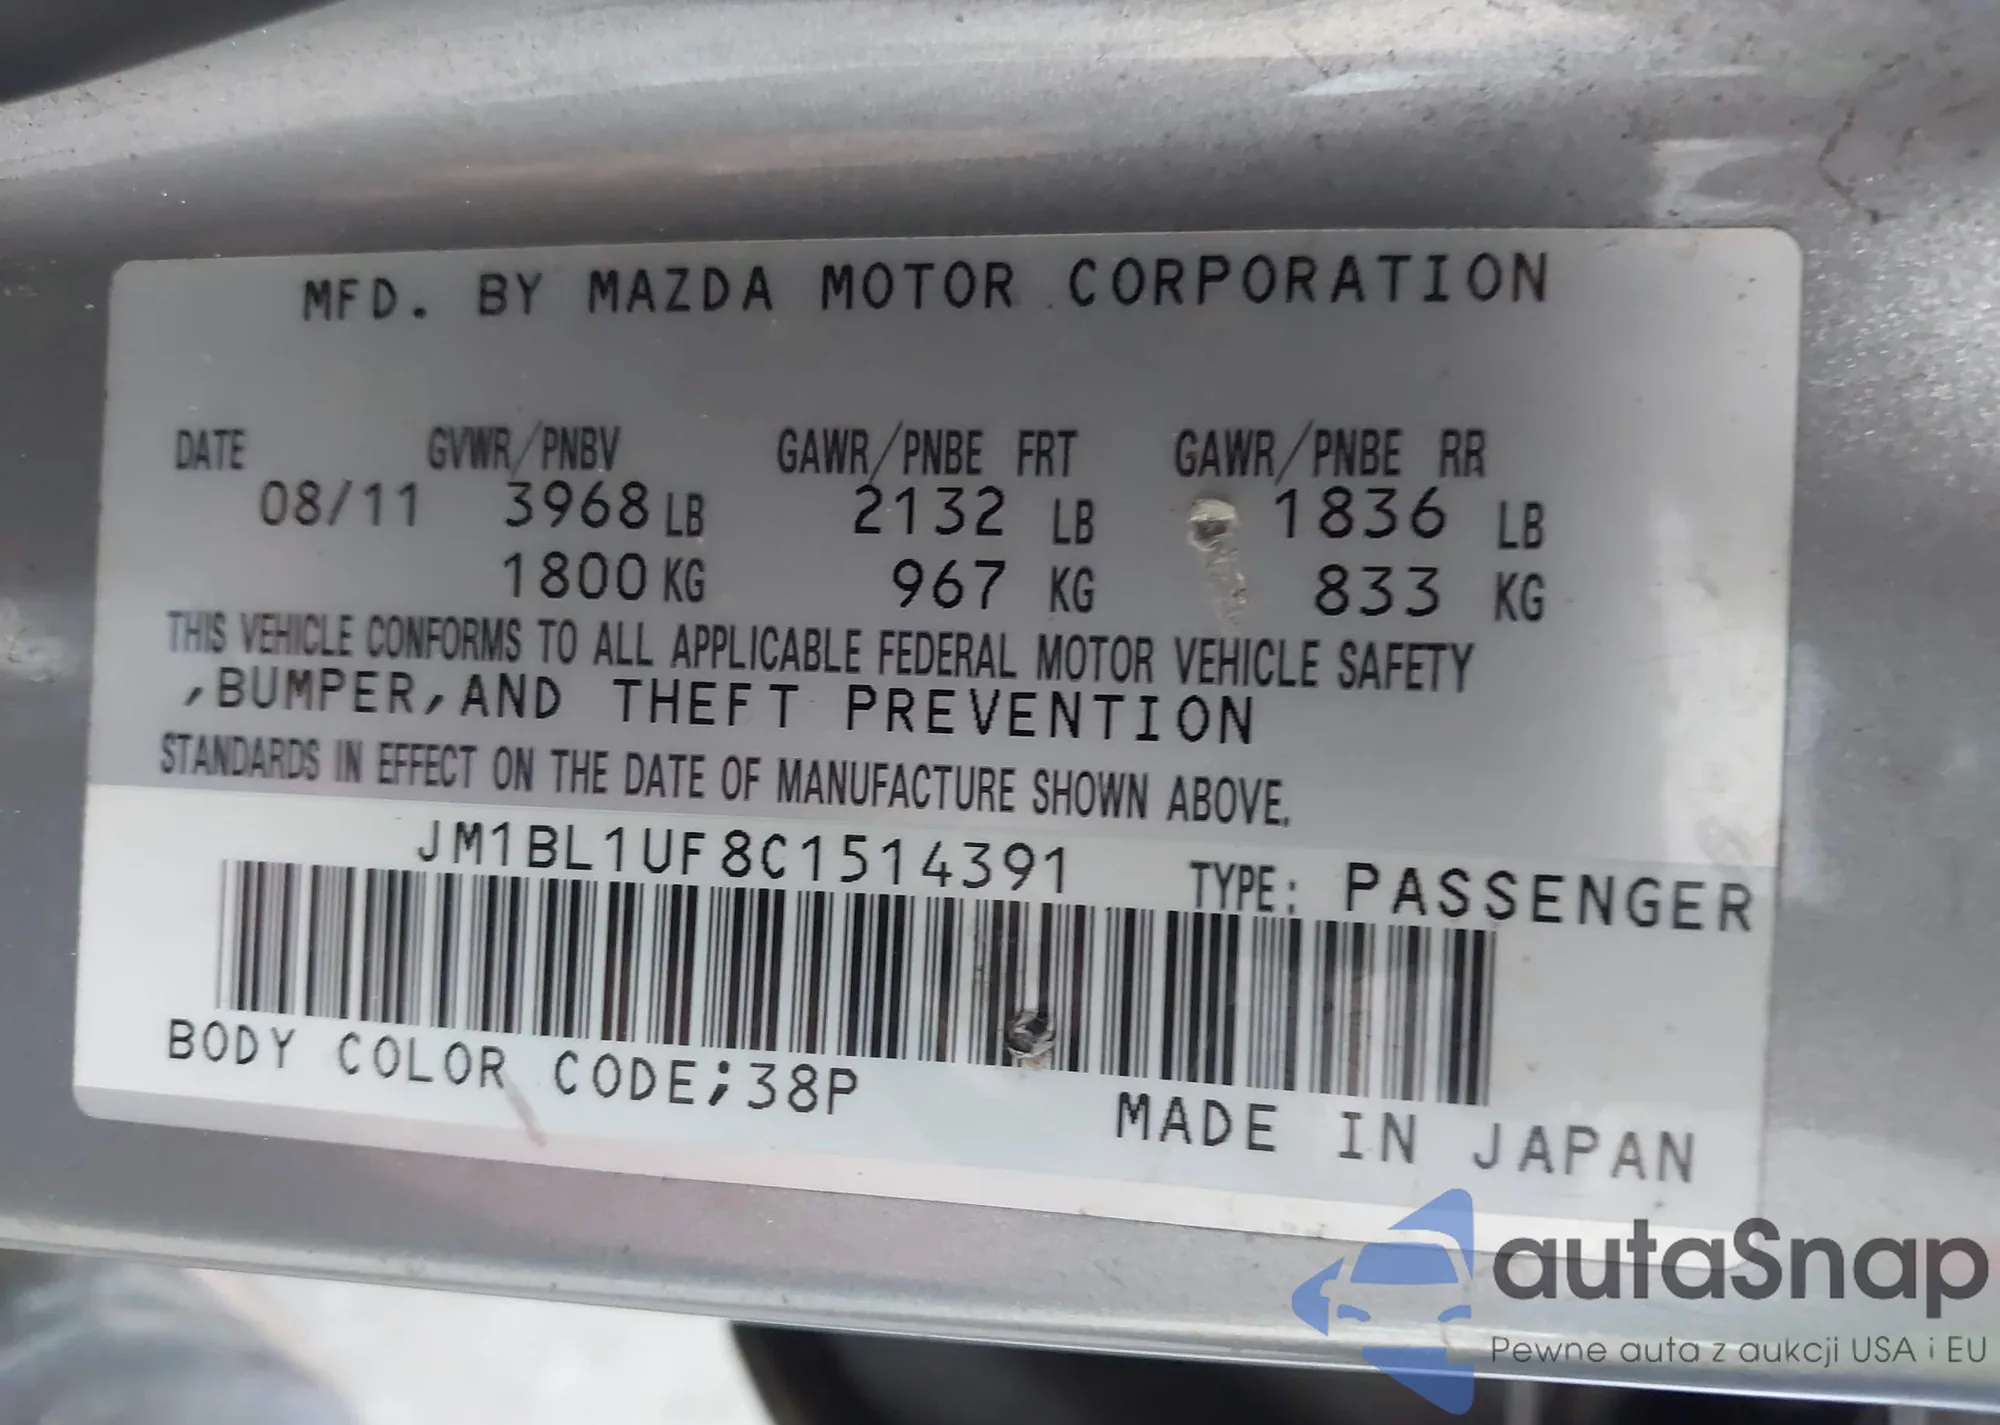 MFD. BY MAZDA MOTOR CORPORATION
DATE GVWR/PNBV GAWR/PNBE FRT GAWR/PNBE RR
08/11 3968 LB 2132 LB 1836 LB
1800 KG 967 KG 833 KG
THIS VEHICLE CONFORMS TO ALL APPLICABLE FEDERAL MOTOR VEHICLE SAFETY
,BUMPER,AND THEFT PREVENTION
STANDARDS IN EFFECT ON THE DATE OF MANUFACTURE SHOWN ABOVE.
JM1BL1UF8C1514391 TYPE: PASSENGER
BODY COLOR CODE;38P
MADE IN JAPAN
autaSnap
Pewne auta z aukcji USA i EU